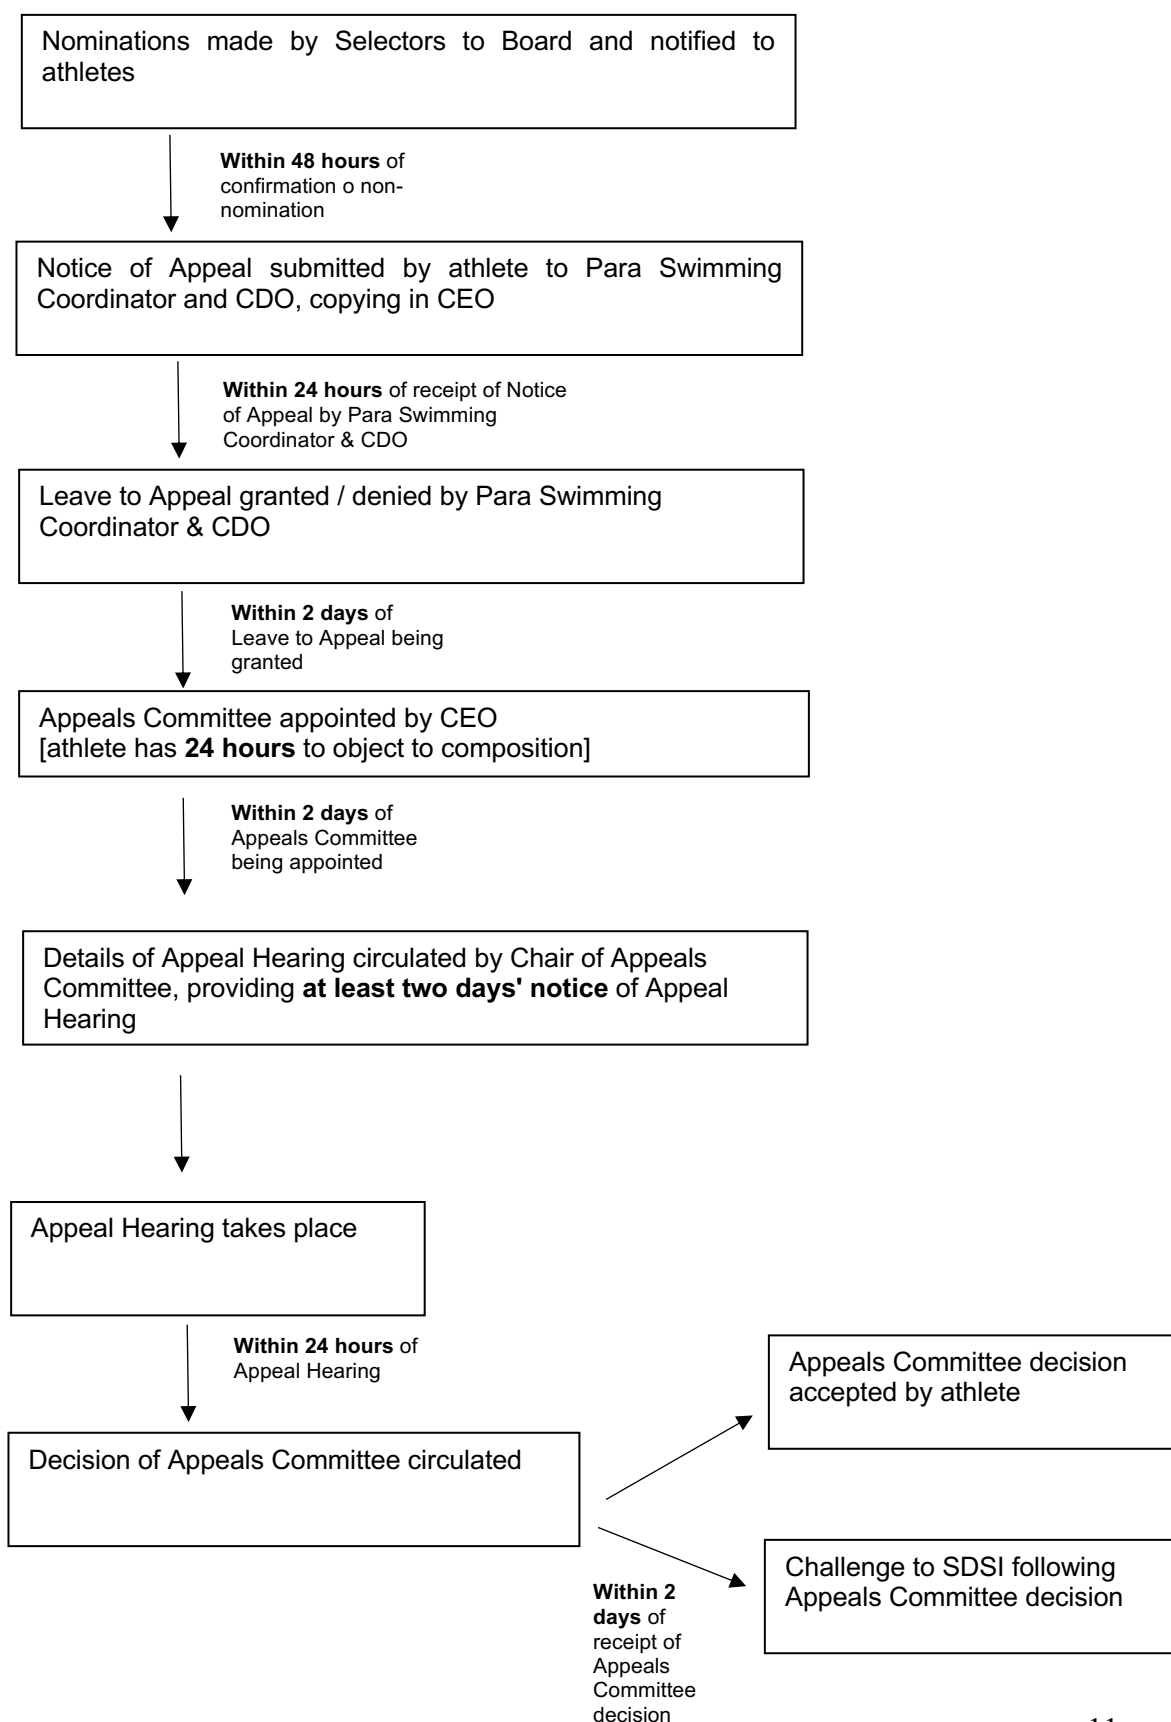 Nominations made by Selectors to Board and notified to
athletes
Within 48 hours of
confirmation o non-
nomination
Notice of Appeal submitted by athlete to Para Swimming
Coordinator and CDO, copying in CEO
Within 24 hours of receipt of Notice
of Appeal by Para Swimming
Coordinator & CDO
Leave to Appeal granted / denied by Para Swimming
Coordinator & CDO
Within 2 days of
Leave to Appeal being
granted
Appeals Committee appointed by CEO
[athlete has 24 hours to object to composition]
Within 2 days of
Appeals Committee
being appointed
Details of Appeal Hearing circulated by Chair of Appeals
Committee, providing at least two days' notice of Appeal
Hearing
Appeal Hearing takes place
Within 24 hours of
Appeal Hearing
Decision of Appeals Committee circulated
Appeals Committee decision
accepted by athlete
Challenge to SDSI following
Appeals Committee decision
Within 2
days of
receipt of
Appeals
Committee
decision